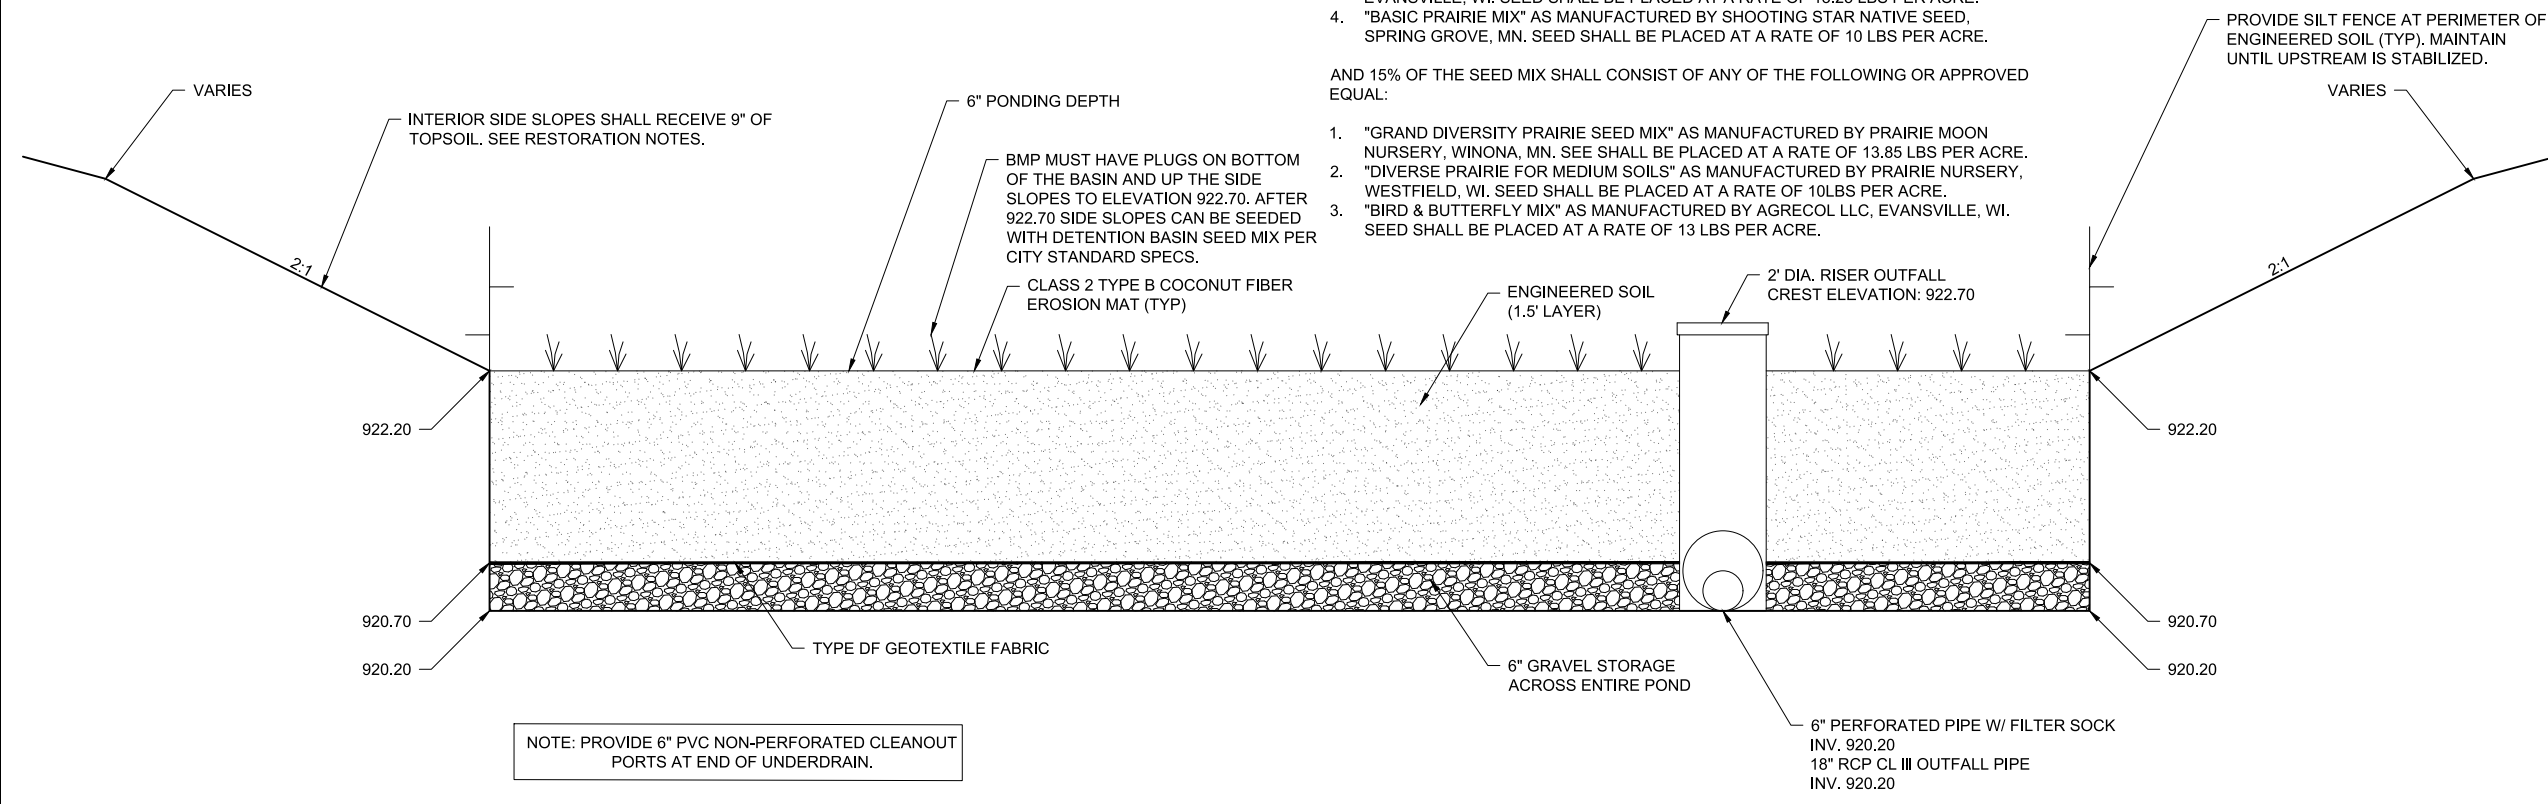 EVANSVILLE, WI. SEED SHALL BE PLACED AT A RATE OF LBS PER ACRE.
4. "BASIC PRAIRIE MIX" AS MANUFACTURED BY SHOOTING STAR NATIVE SEED,
SPRING GROVE, MN. SEED SHALL BE PLACED AT A RATE OF 10 LBS PER ACRE.
AND 15% OF THE SEED MIX SHALL CONSIST OF ANY OF THE FOLLOWING OR APPROVED
EQUAL:
1. "GRAND DIVERSITY PRAIRIE SEED MIX" AS MANUFACTURED BY PRAIRIE MOON
NURSERY, WINONA, MN. SEE SHALL BE PLACED AT A RATE OF 13.85 LBS PER ACRE.
2. "DIVERSE PRAIRIE FOR MEDIUM SOILS" AS MANUFACTURED BY PRAIRIE NURSERY,
WESTFIELD, WI. SEED SHALL BE PLACED AT A RATE OF 10LBS PER ACRE.
3. "BIRD & BUTTERFLY MIX" AS MANUFACTURED BY AGRECOL LLC, EVANSVILLE, WI.
SEED SHALL BE PLACED AT A RATE OF 13 LBS PER ACRE.
PROVIDE SILT FENCE AT PERIMETER OF
ENGINEERED SOIL (TYP). MAINTAIN
UNTIL UPSTREAM IS STABILIZED.
VARIES
VARIES
INTERIOR SIDE SLOPES SHALL RECEIVE 9" OF
TOPSOIL. SEE RESTORATION NOTES.
6" PONDING DEPTH
BMP MUST HAVE PLUGS ON BOTTOM
OF THE BASIN AND UP THE SIDE
SLOPES TO ELEVATION 922.70. AFTER
922.70 SIDE SLOPES CAN BE SEEDED
WITH DETENTION BASIN SEED MIX PER
CITY STANDARD SPECS.
CLASS 2 TYPE B COCONUT FIBER
EROSION MAT (TYP)
ENGINEERED SOIL
(1.5' LAYER)
2' DIA. RISER OUTFALL
CREST ELEVATION: 922.70
2:1
2:1
922.20
922.20
920.70
920.20
920.70
920.20
TYPE DF GEOTEXTILE FABRIC
6" GRAVEL STORAGE
ACROSS ENTIRE POND
6" PERFORATED PIPE W/ FILTER SOCK
INV. 920.20
18" RCP CL III OUTFALL PIPE
INV. 920.20
NOTE: PROVIDE 6" PVC NON-PERFORATED CLEANOUT
PORTS AT END OF UNDERDRAIN.